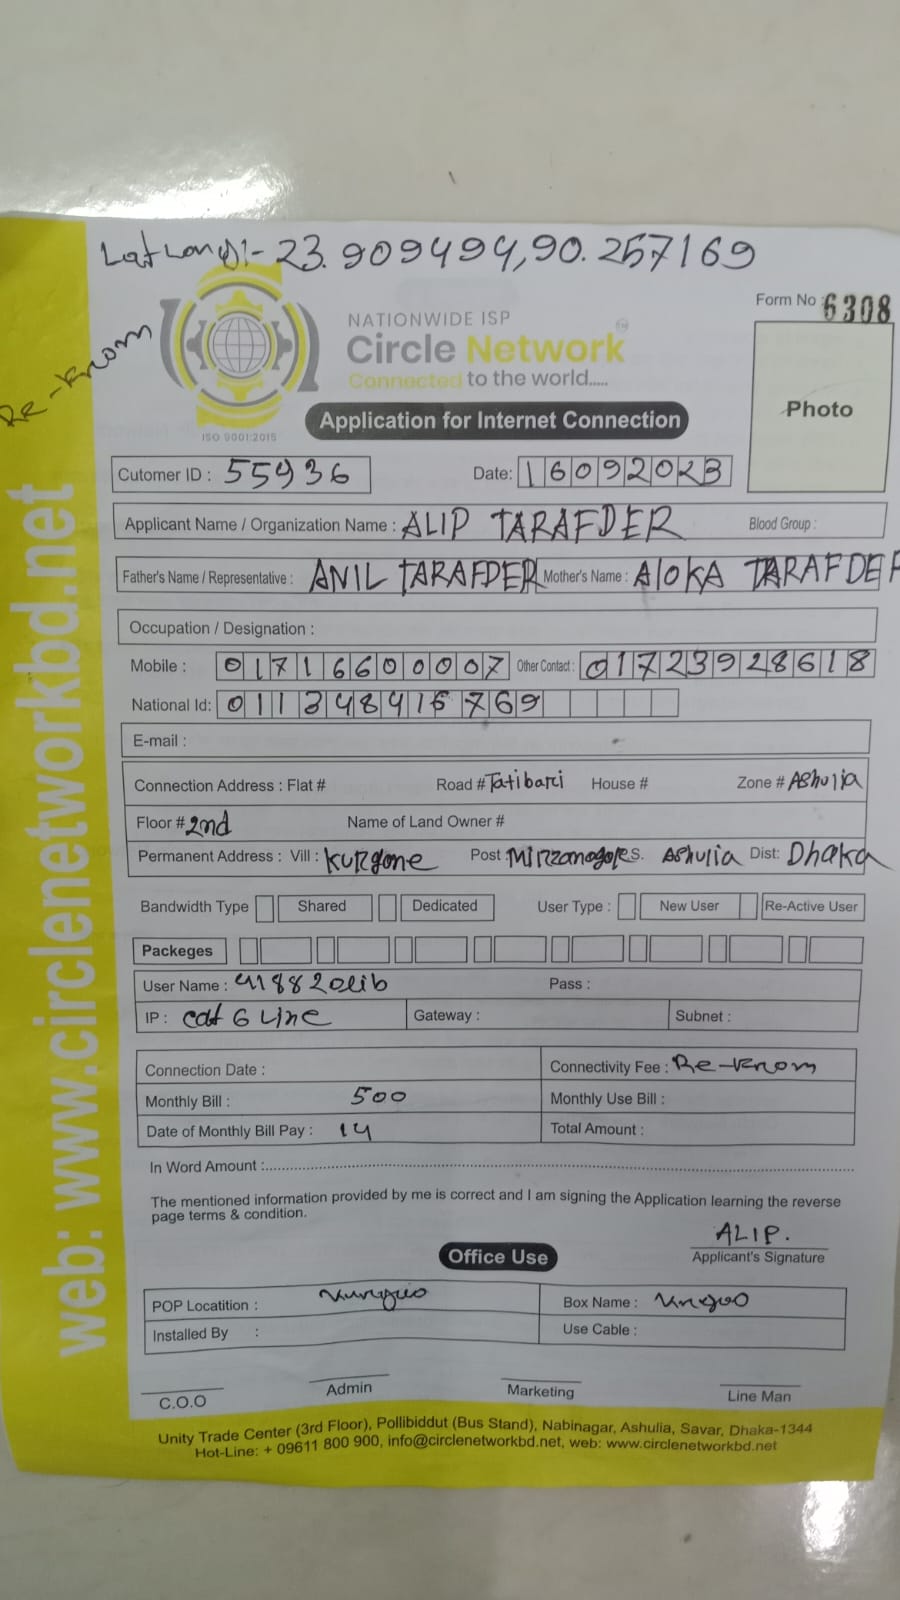 Lat Long:- 23.909494,90.257169
Form No : 6308
NATIONWIDE ISP
Circle Network
Connected to the world.....
ISO 9001:2015
Application for Internet Connection
Photo
Cutomer ID : 55936 Date: 16092023
Applicant Name / Organization Name : ALIP TARAFDER Blood Group :
Father's Name / Representative : ANIL TARAFDER Mother's Name : AlOKA TARAFDER
Occupation / Designation :
Mobile : 01716600007 Other Contact : 01723928618
National Id:
E-mail :
Connection Address : Flat # Road # Tatibari House # Zone # Ashulia
Floor # 2nd Name of Land Owner #
Permanent Address : Vill : Post Ashulia Dist: Dhaka
Bandwidth Type Shared Dedicated User Type : New User Re-Active User
Packeges
User Name : Pass :
IP : cat 6 Line Gateway : Subnet :
Connection Date : Connectivity Fee :
Monthly Bill : 500 Monthly Use Bill :
Date of Monthly Bill Pay : 14 Total Amount :
In Word Amount :
The mentioned information provided by me is correct and I am signing the Application learning the reverse
page terms & condition.
ALIP.
Applicant's Signature
Office Use
POP Locatition : Box Name :
Installed By : Use Cable :
C.O.O Admin Marketing Line Man
Unity Trade Center (3rd Floor), Pollibiddut (Bus Stand), Nabinagar, Ashulia, Savar, Dhaka-1344
Hot-Line: + 09611 800 900, info@circlenetworkbd.net, web: www.circlenetworkbd.net
web: www.circlenetworkbd.net